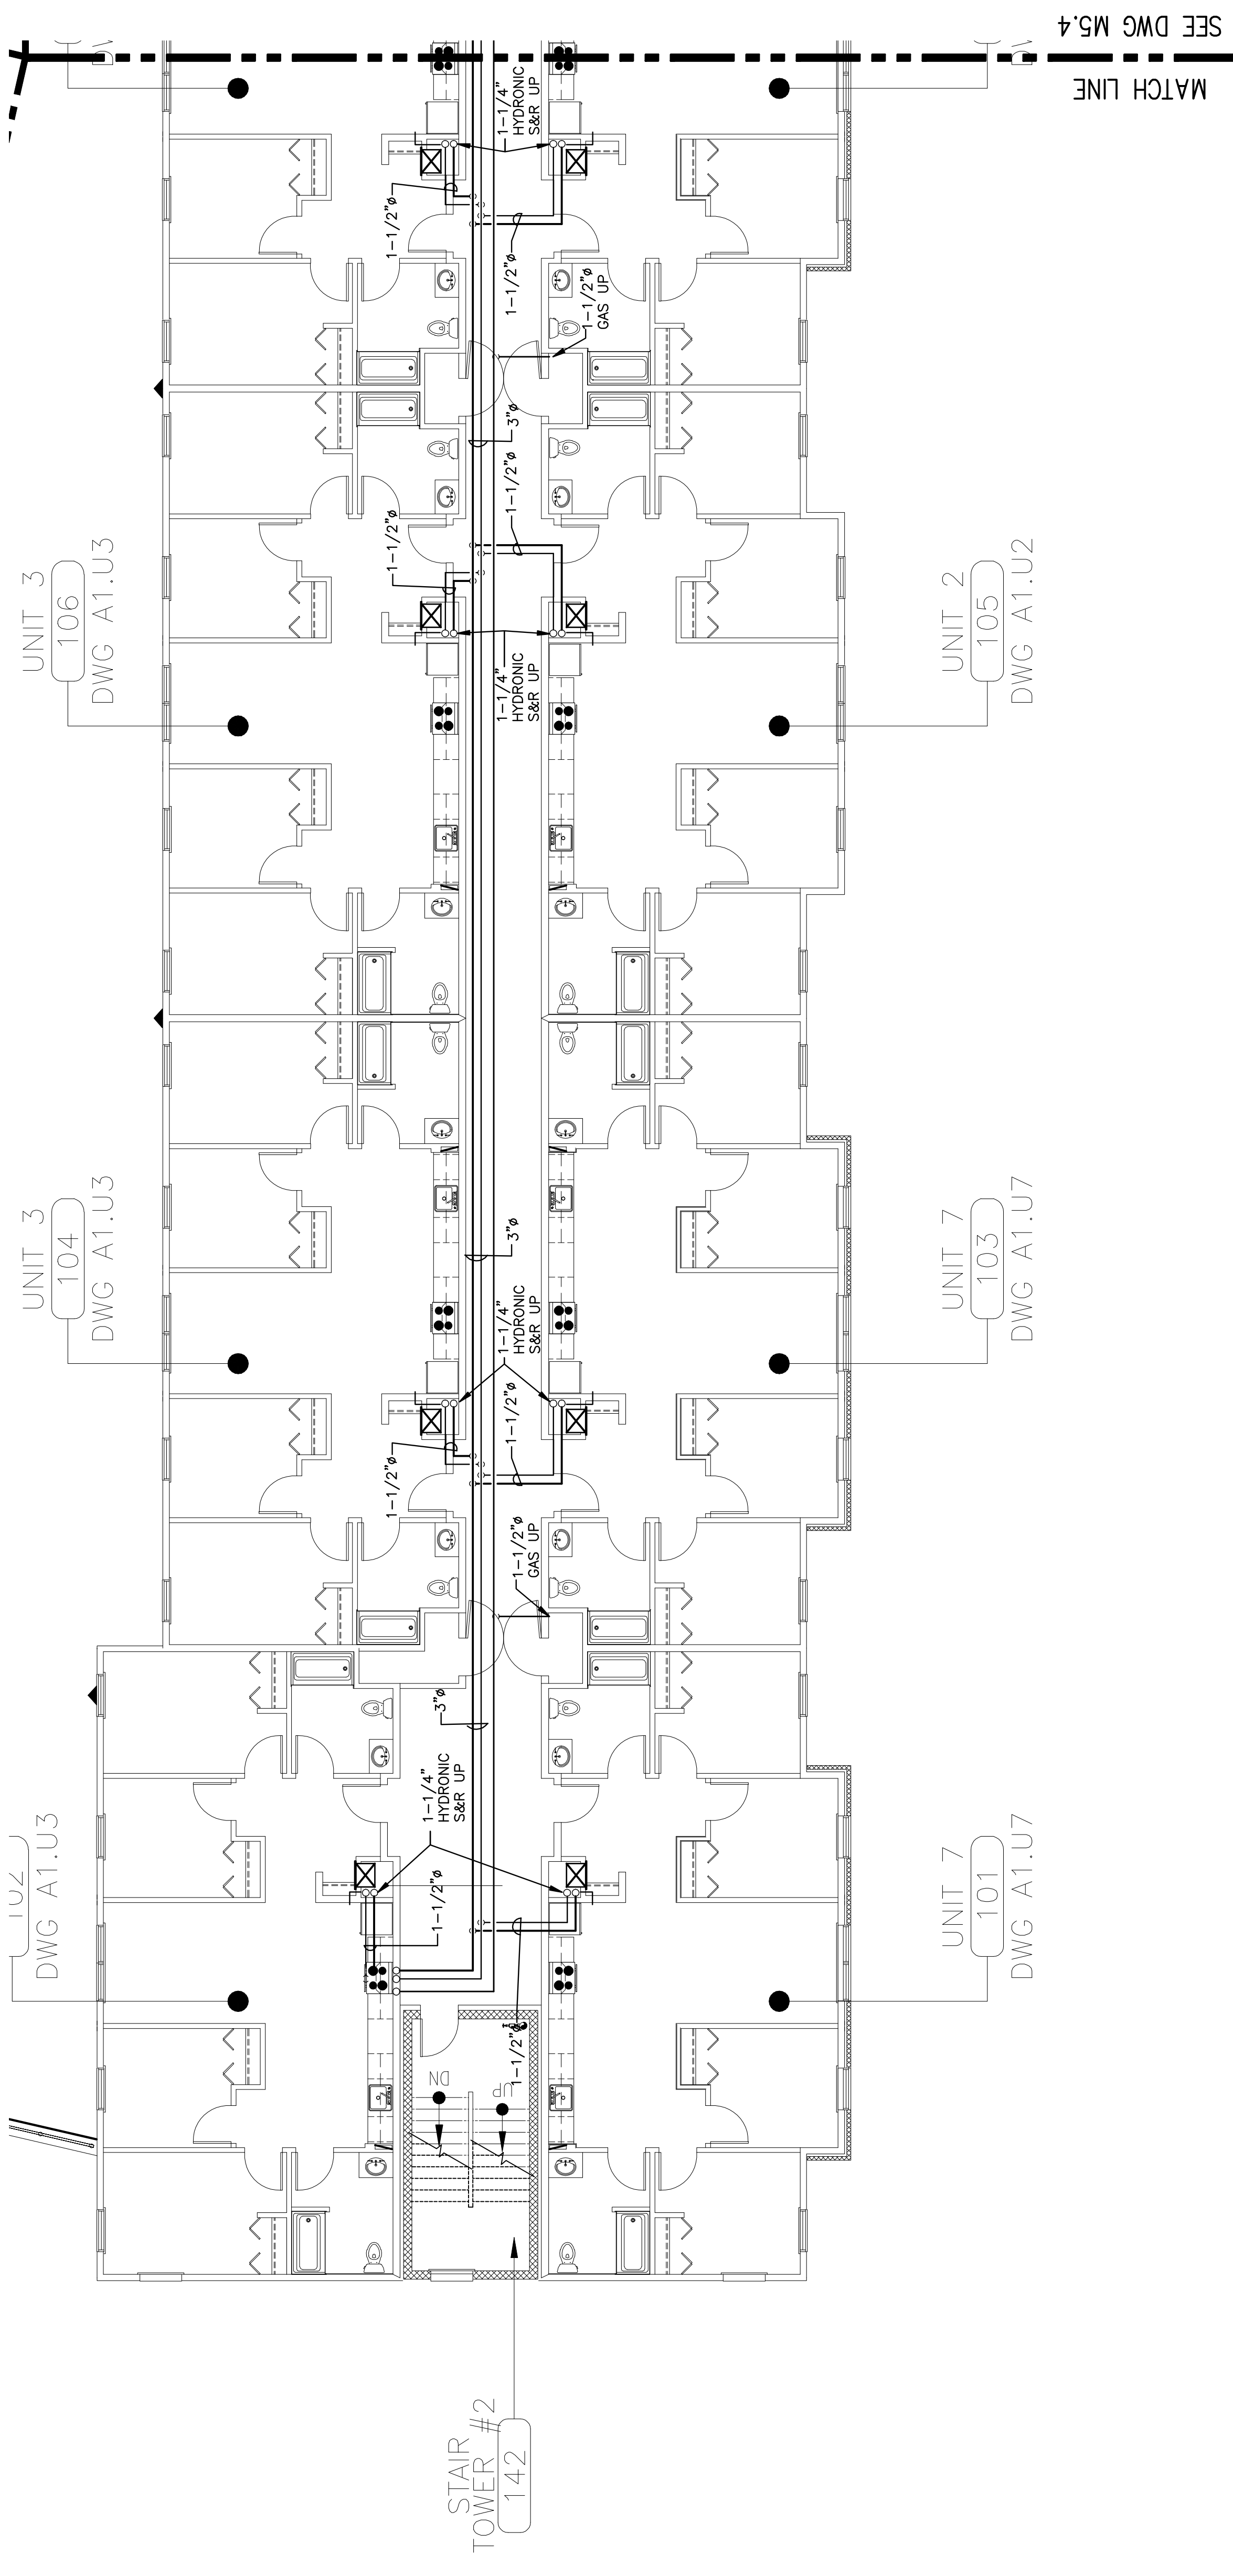 SEE DWG M5.4
MATCH LINE
1-1/4"
HYDRONIC
S&R UP
1-1/2"ø
1-1/2"ø
1-1/2"ø
GAS UP
3"ø
1-1/2"ø
1-1/2"ø
1-1/4"
HYDRONIC
S&R UP
UNIT 3
106
DWG A1.U3
UNIT 2
105
DWG A1.U2
UNIT 3
104
DWG A1.U3
UNIT 7
103
DWG A1.U7
3"ø
1-1/4"
HYDRONIC
S&R UP
1-1/2"ø
1-1/2"ø
1-1/2"ø
GAS UP
3"ø
1-1/4"
HYDRONIC
S&R UP
1-1/2"ø
102
DWG A1.U3
UNIT 7
101
DWG A1.U7
1-1/2"ø
DN
UP
STAIR
TOWER #2
142